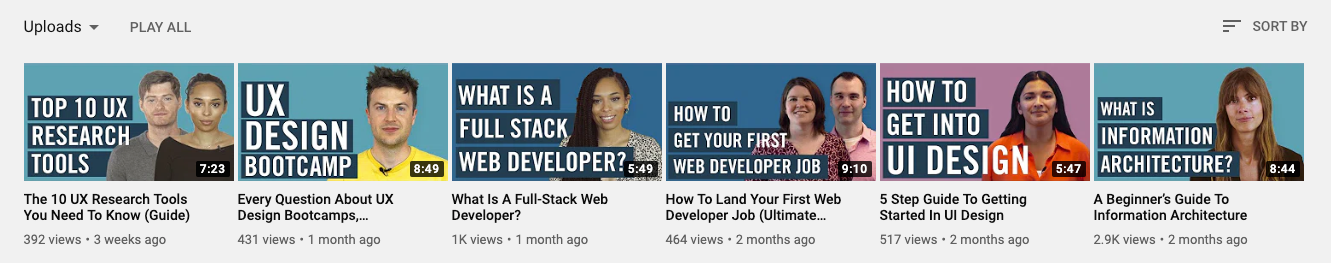 Uploads
PLAY ALL
SORT BY
TOP 10 UX
RESEARCH
TOOLS
7:23
The 10 UX Research Tools
You Need To Know (Guide)
392 views • 3 weeks ago
UX
DESIGN
BOOTCAMP
8:49
Every Question About UX
Design Bootcamps,...
431 views • 1 month ago
WHAT IS A
FULL STACK
WEB DEVELOPER?
5:49
What Is A Full-Stack Web
Developer?
1K views • 1 month ago
HOW TO
GET YOUR FIRST
WEB DEVELOPER JOB
9:10
How To Land Your First Web
Developer Job (Ultimate...
464 views • 2 months ago
HOW TO
GET INTO
UI DESIGN
5:47
5 Step Guide To Getting
Started In UI Design
517 views • 2 months ago
WHAT IS
INFORMATION
ARCHITECTURE?
8:44
A Beginner's Guide To
Information Architecture
2.9K views • 2 months ago